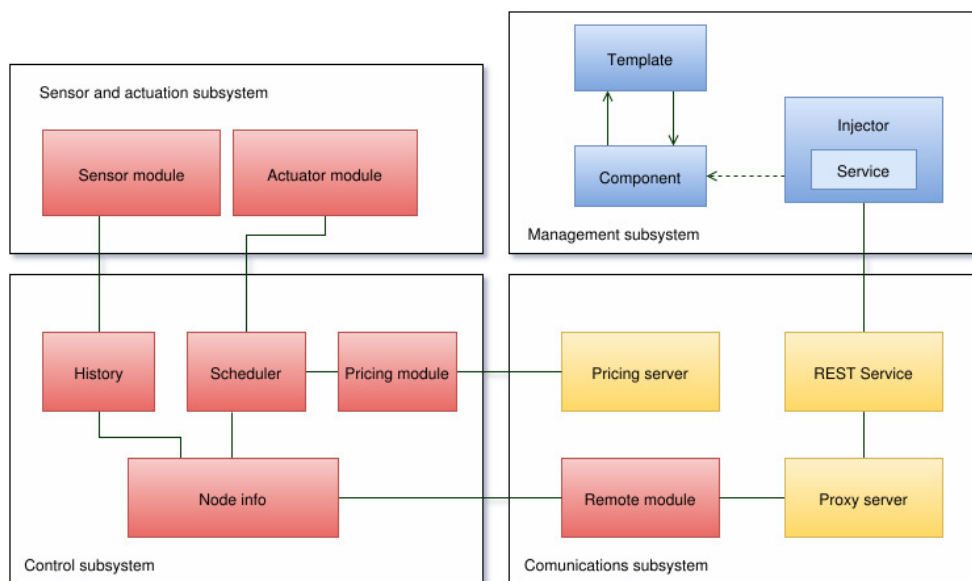 Sensor and actuation subsystem
Sensor module
Actuator module
Template
Component
Injector
Service
Management subsystem
History
Scheduler
Pricing module
Node info
Control subsystem
Pricing server
REST Service
Remote module
Proxy server
Comunications subsystem